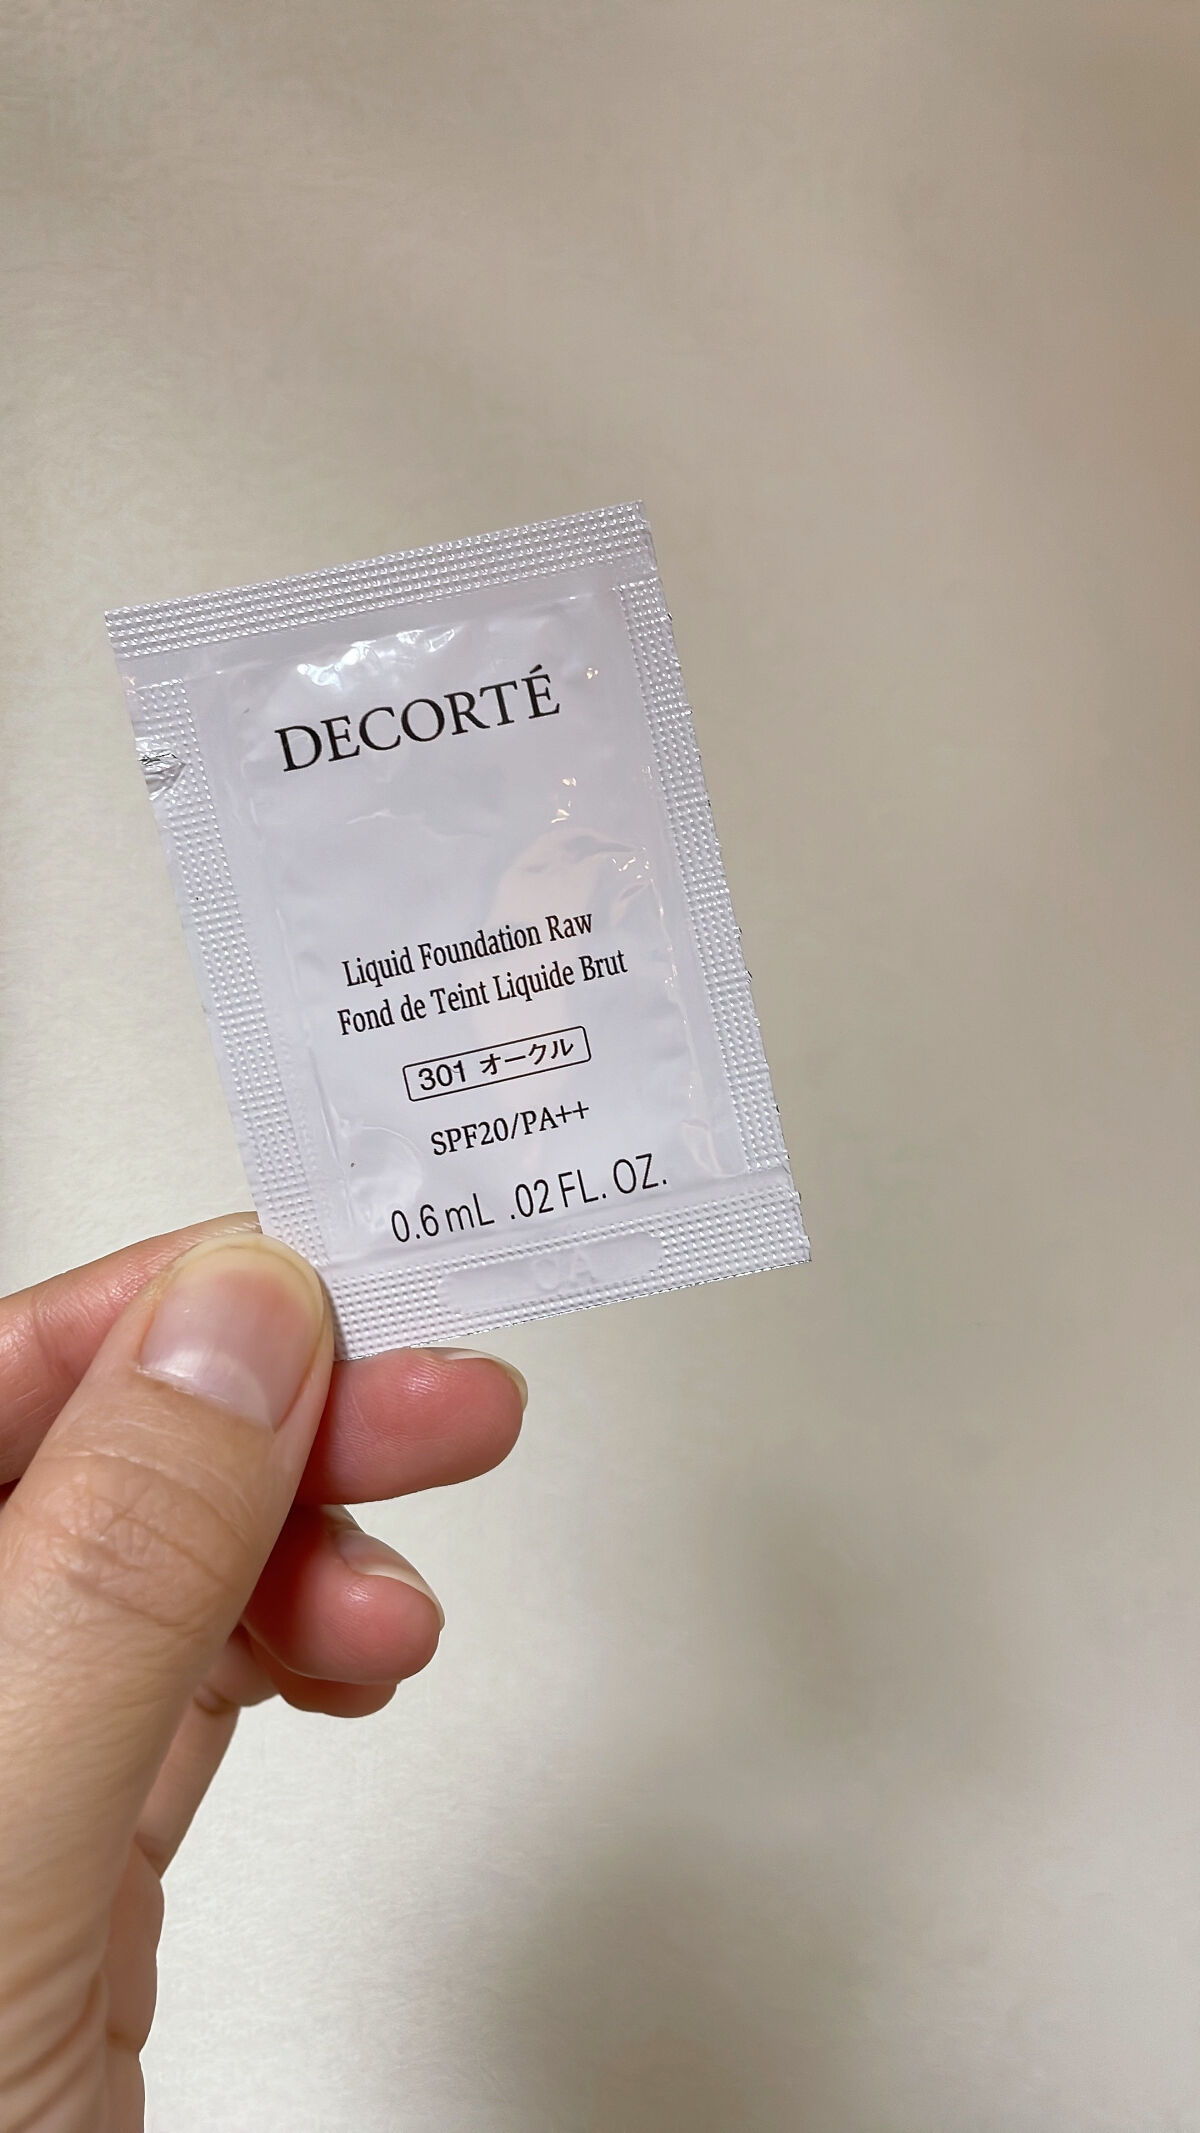 DECORTÉ
Liquid Foundation Raw
Fond de Teint Liquide Brut
301 オークル
SPF20/PA++
0.6mL .02 FL. OZ.